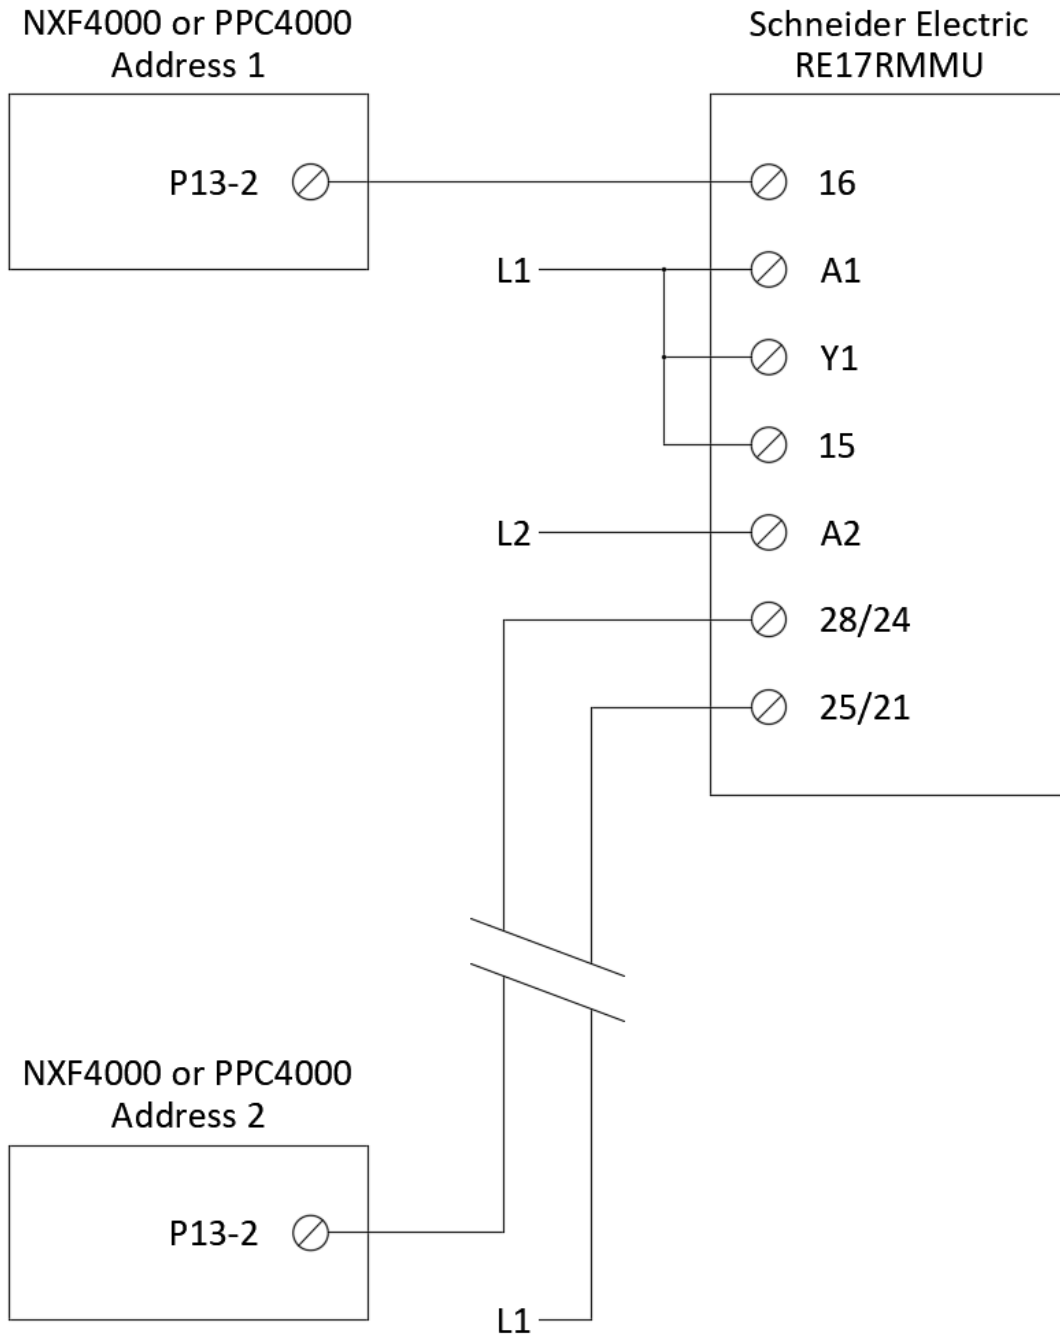 NXF4000 or PPC4000
Address 1
Schneider Electric
RE17RMMU
P13-2
16
L1
A1
Y1
15
L2
A2
28/24
25/21
NXF4000 or PPC4000
Address 2
P13-2
L1